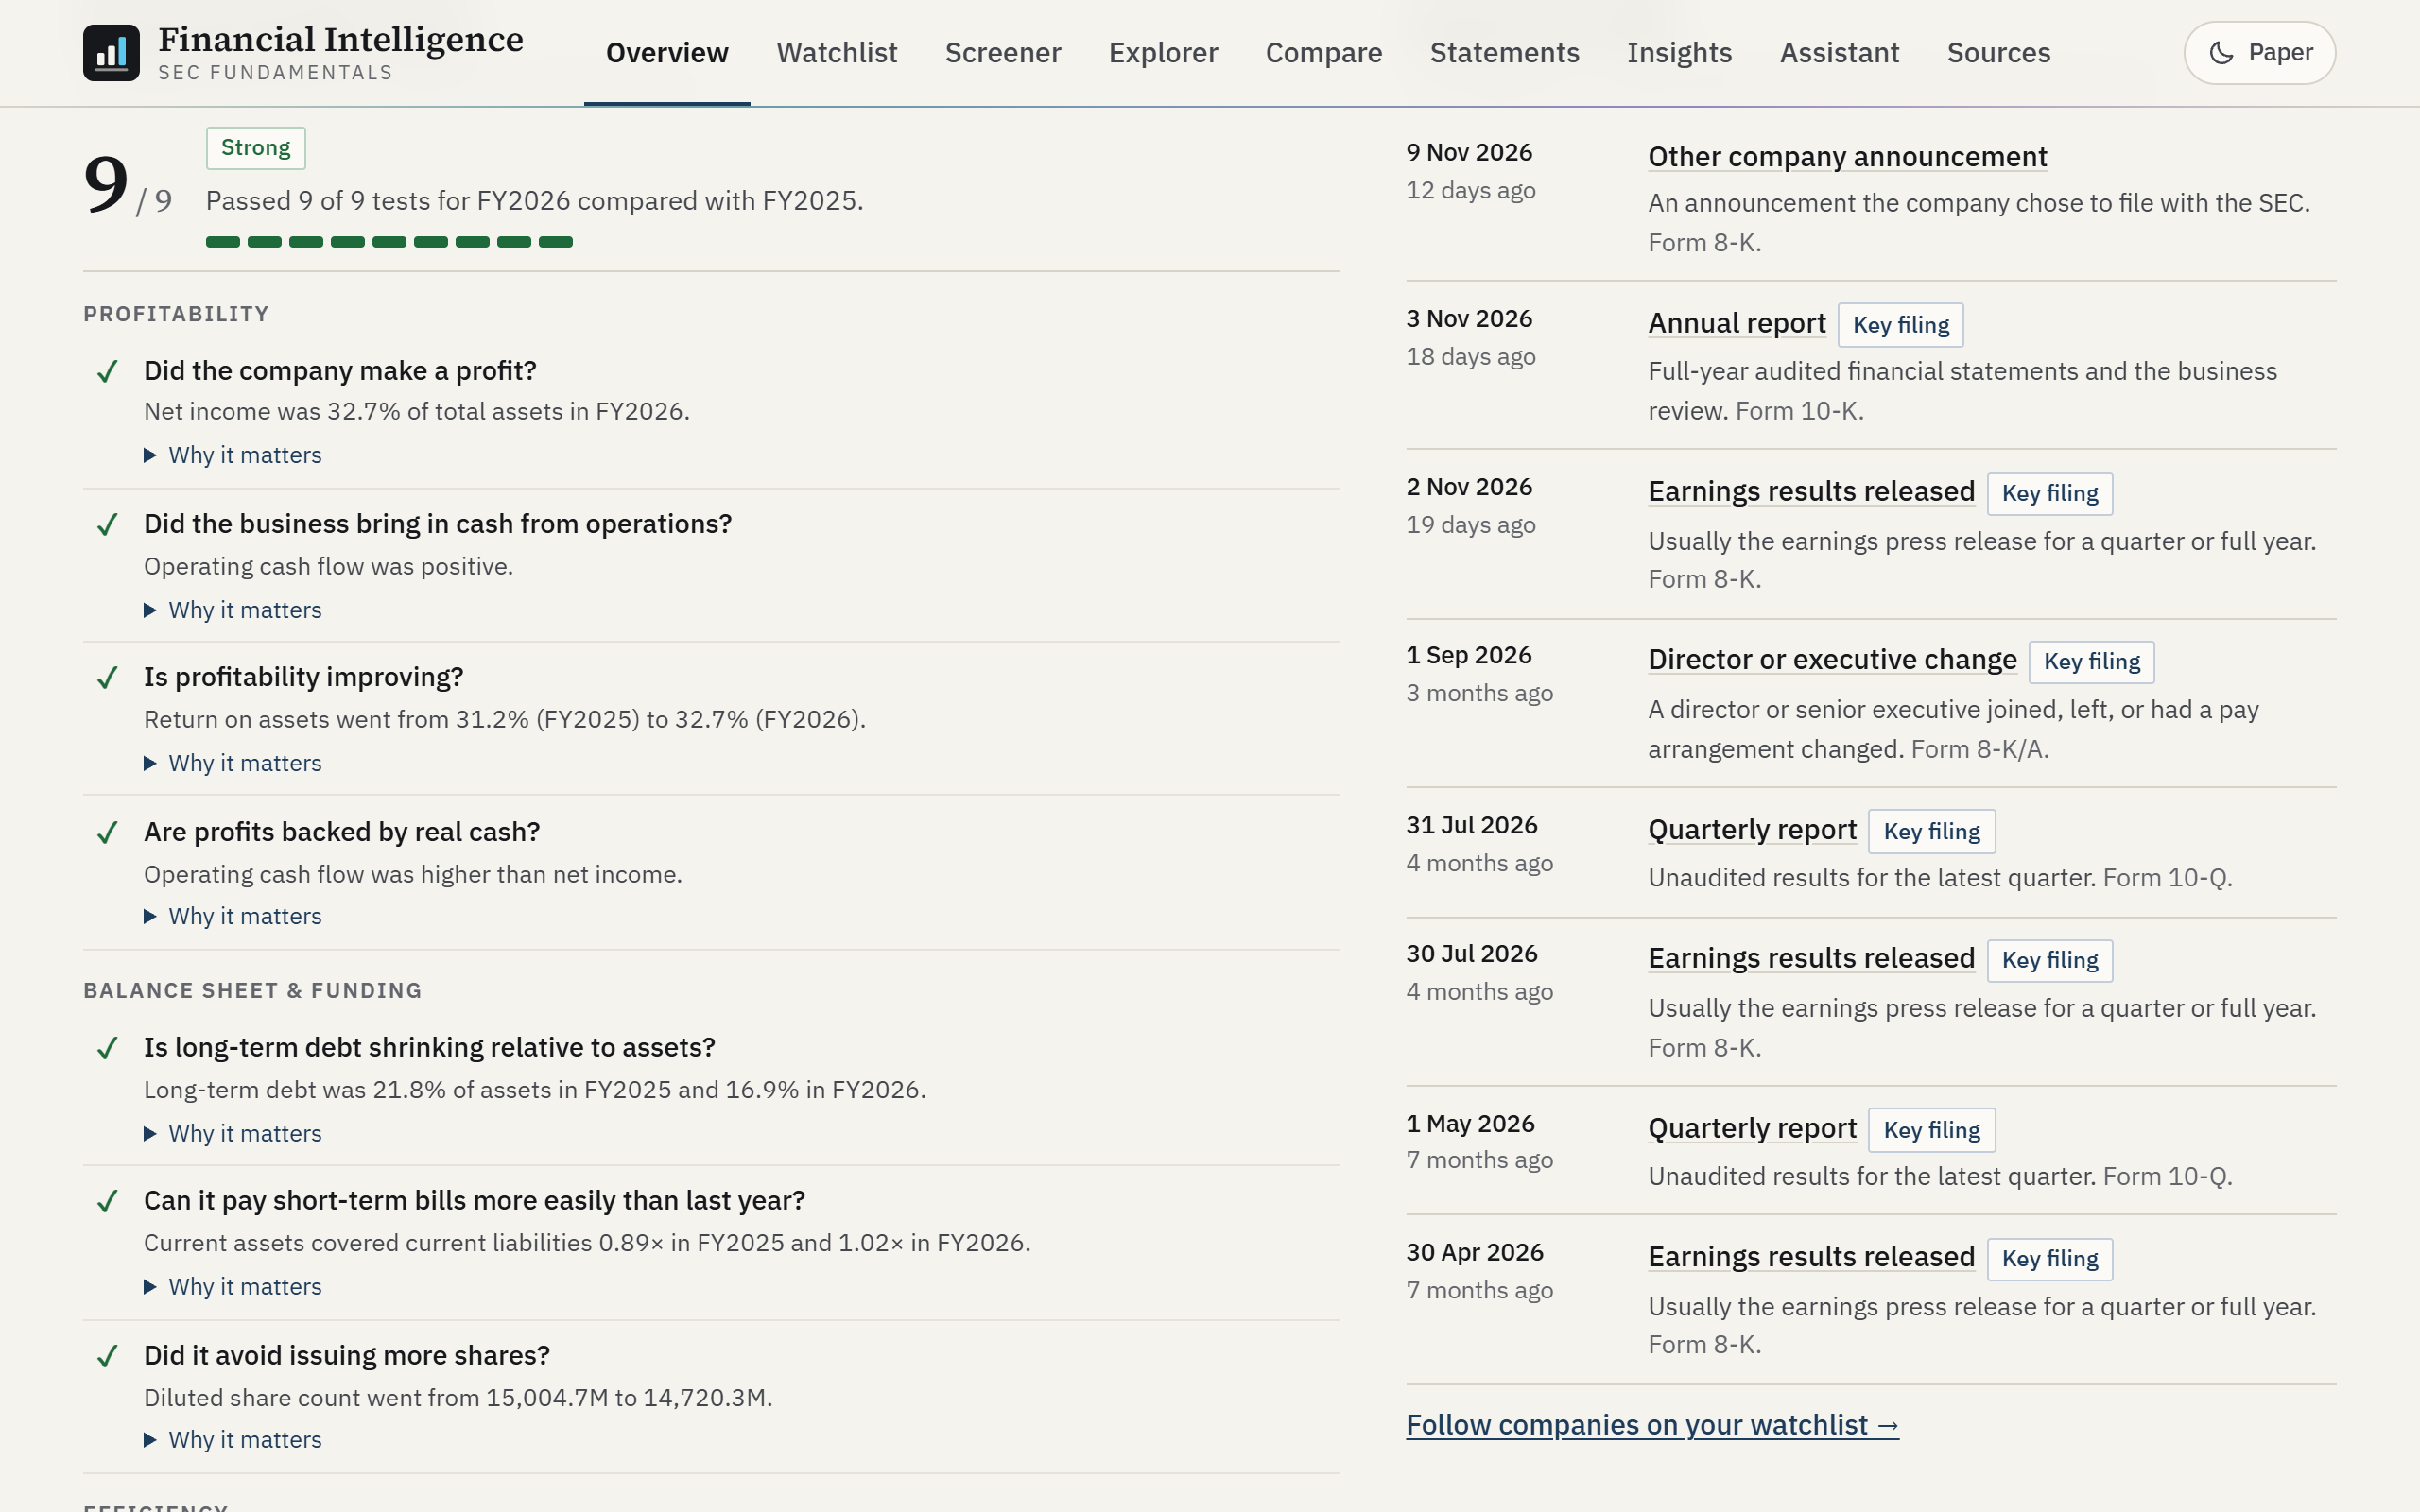 Financial Intelligence
SEC FUNDAMENTALS
Overview
Watchlist
Screener
Explorer
Compare
Statements
Insights
Assistant
Sources
Paper
9 / 9
Strong
Passed 9 of 9 tests for FY2026 compared with FY2025.
PROFITABILITY
✓ Did the company make a profit?
Net income was 32.7% of total assets in FY2026.
▶ Why it matters
✓ Did the business bring in cash from operations?
Operating cash flow was positive.
▶ Why it matters
✓ Is profitability improving?
Return on assets went from 31.2% (FY2025) to 32.7% (FY2026).
▶ Why it matters
✓ Are profits backed by real cash?
Operating cash flow was higher than net income.
▶ Why it matters
BALANCE SHEET & FUNDING
✓ Is long-term debt shrinking relative to assets?
Long-term debt was 21.8% of assets in FY2025 and 16.9% in FY2026.
▶ Why it matters
✓ Can it pay short-term bills more easily than last year?
Current assets covered current liabilities 0.89× in FY2025 and 1.02× in FY2026.
▶ Why it matters
✓ Did it avoid issuing more shares?
Diluted share count went from 15,004.7M to 14,720.3M.
▶ Why it matters
EFFICIENCY
9 Nov 2026
12 days ago
Other company announcement
An announcement the company chose to file with the SEC.
Form 8-K.
3 Nov 2026
18 days ago
Annual report Key filing
Full-year audited financial statements and the business
review. Form 10-K.
2 Nov 2026
19 days ago
Earnings results released Key filing
Usually the earnings press release for a quarter or full year.
Form 8-K.
1 Sep 2026
3 months ago
Director or executive change Key filing
A director or senior executive joined, left, or had a pay
arrangement changed. Form 8-K/A.
31 Jul 2026
4 months ago
Quarterly report Key filing
Unaudited results for the latest quarter. Form 10-Q.
30 Jul 2026
4 months ago
Earnings results released Key filing
Usually the earnings press release for a quarter or full year.
Form 8-K.
1 May 2026
7 months ago
Quarterly report Key filing
Unaudited results for the latest quarter. Form 10-Q.
30 Apr 2026
7 months ago
Earnings results released Key filing
Usually the earnings press release for a quarter or full year.
Form 8-K.
Follow companies on your watchlist →